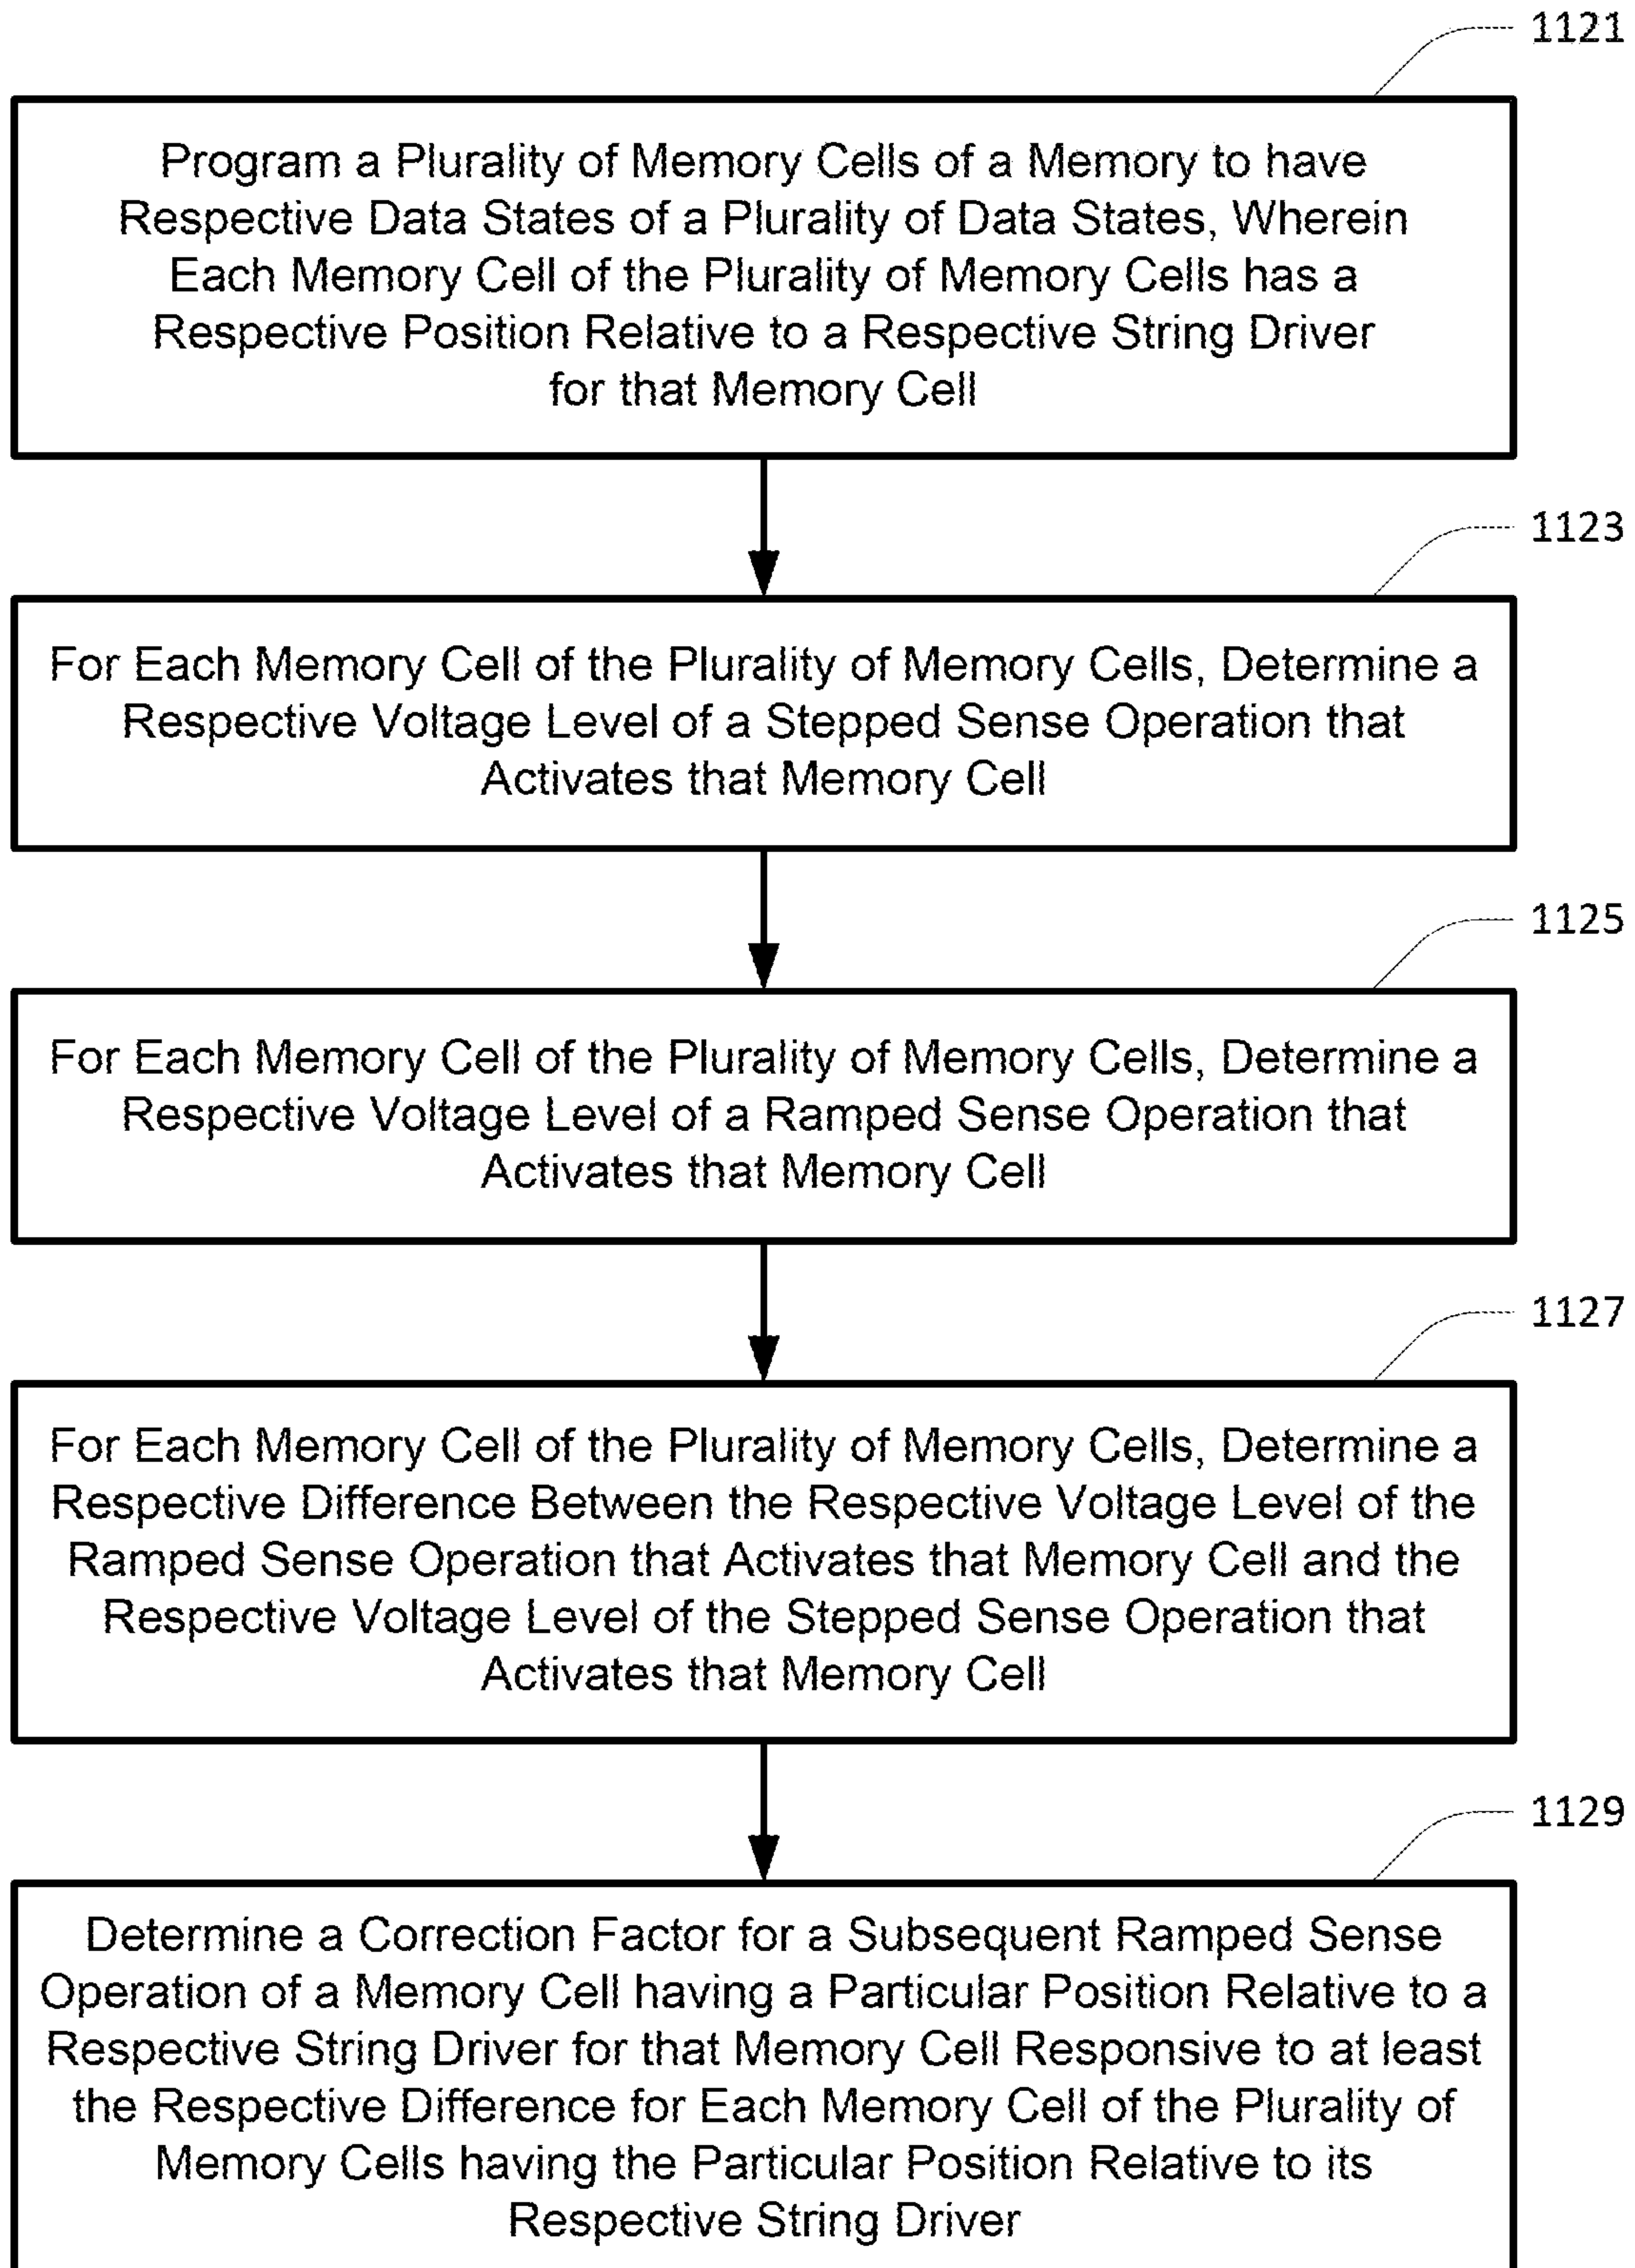 1121
Program a Plurality of Memory Cells of a Memory to have
Respective Data States of a Plurality of Data States, Wherein
Each Memory Cell of the Plurality of Memory Cells has a
Respective Position Relative to a Respective String Driver
for that Memory Cell
1123
For Each Memory Cell of the Plurality of Memory Cells, Determine a
Respective Voltage Level of a Stepped Sense Operation that
Activates that Memory Cell
1125
For Each Memory Cell of the Plurality of Memory Cells, Determine a
Respective Voltage Level of a Ramped Sense Operation that
Activates that Memory Cell
1127
For Each Memory Cell of the Plurality of Memory Cells, Determine a
Respective Difference Between the Respective Voltage Level of the
Ramped Sense Operation that Activates that Memory Cell and the
Respective Voltage Level of the Stepped Sense Operation that
Activates that Memory Cell
1129
Determine a Correction Factor for a Subsequent Ramped Sense
Operation of a Memory Cell having a Particular Position Relative to a
Respective String Driver for that Memory Cell Responsive to at least
the Respective Difference for Each Memory Cell of the Plurality of
Memory Cells having the Particular Position Relative to its
Respective String Driver